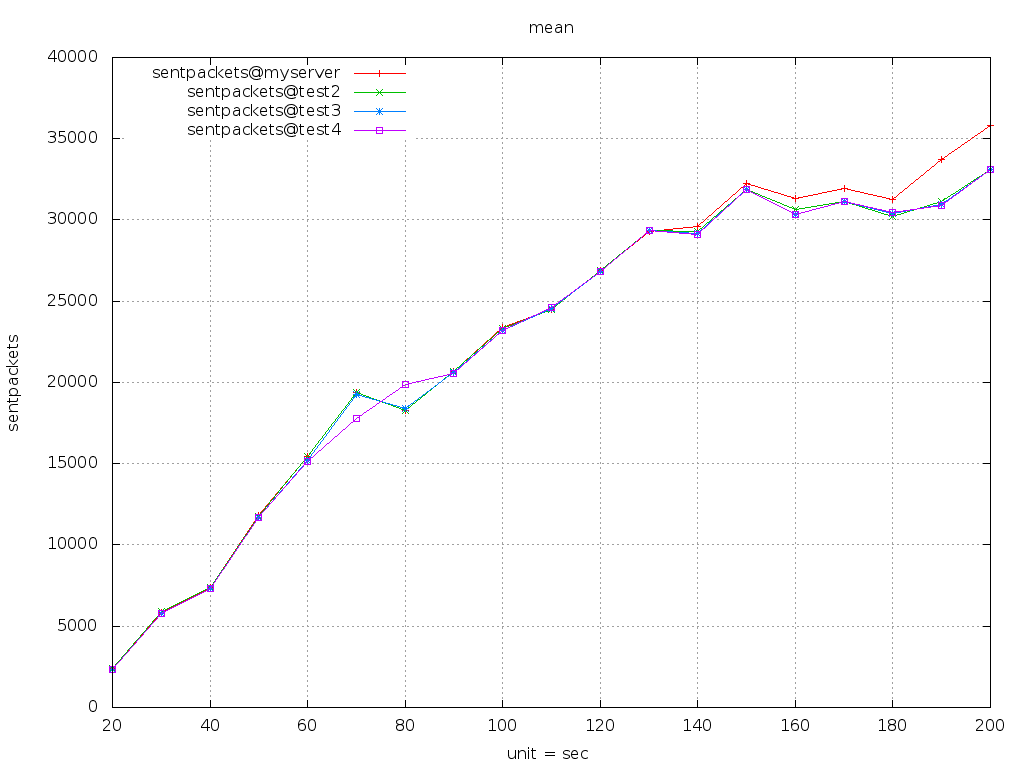 mean
40000
35000
30000
25000
20000
15000
10000
5000
0
sentpackets
sentpackets@myserver
sentpackets@test2
sentpackets@test3
sentpackets@test4
20 40 60 80 100 120 140 160 180 200
unit = sec